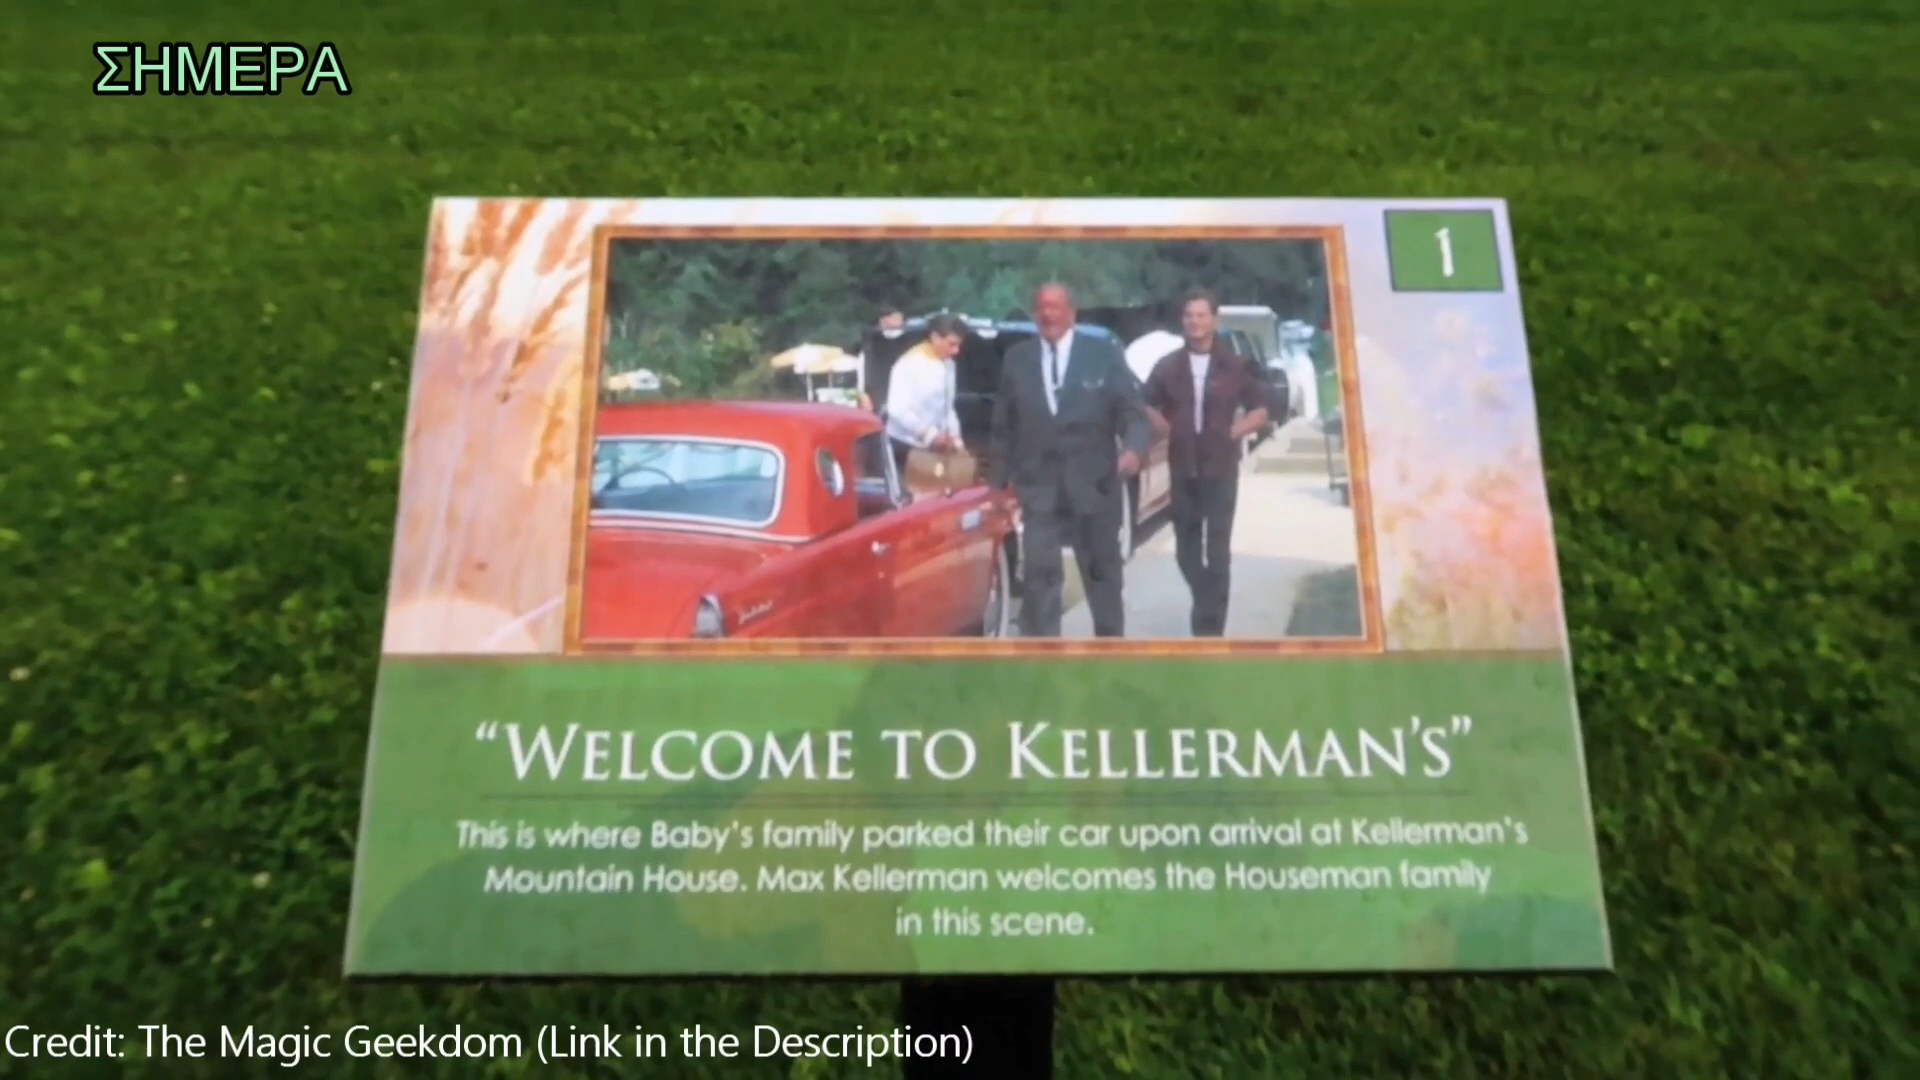 ΣΗΜΕΡΑ
1
“WELCOME TO KELLERMAN’S”
This is where Baby’s family parked their car upon arrival at Kellerman’s
Mountain House. Max Kellerman welcomes the Houseman family
in this scene.
Credit: The Magic Geekdom (Link in the Description)